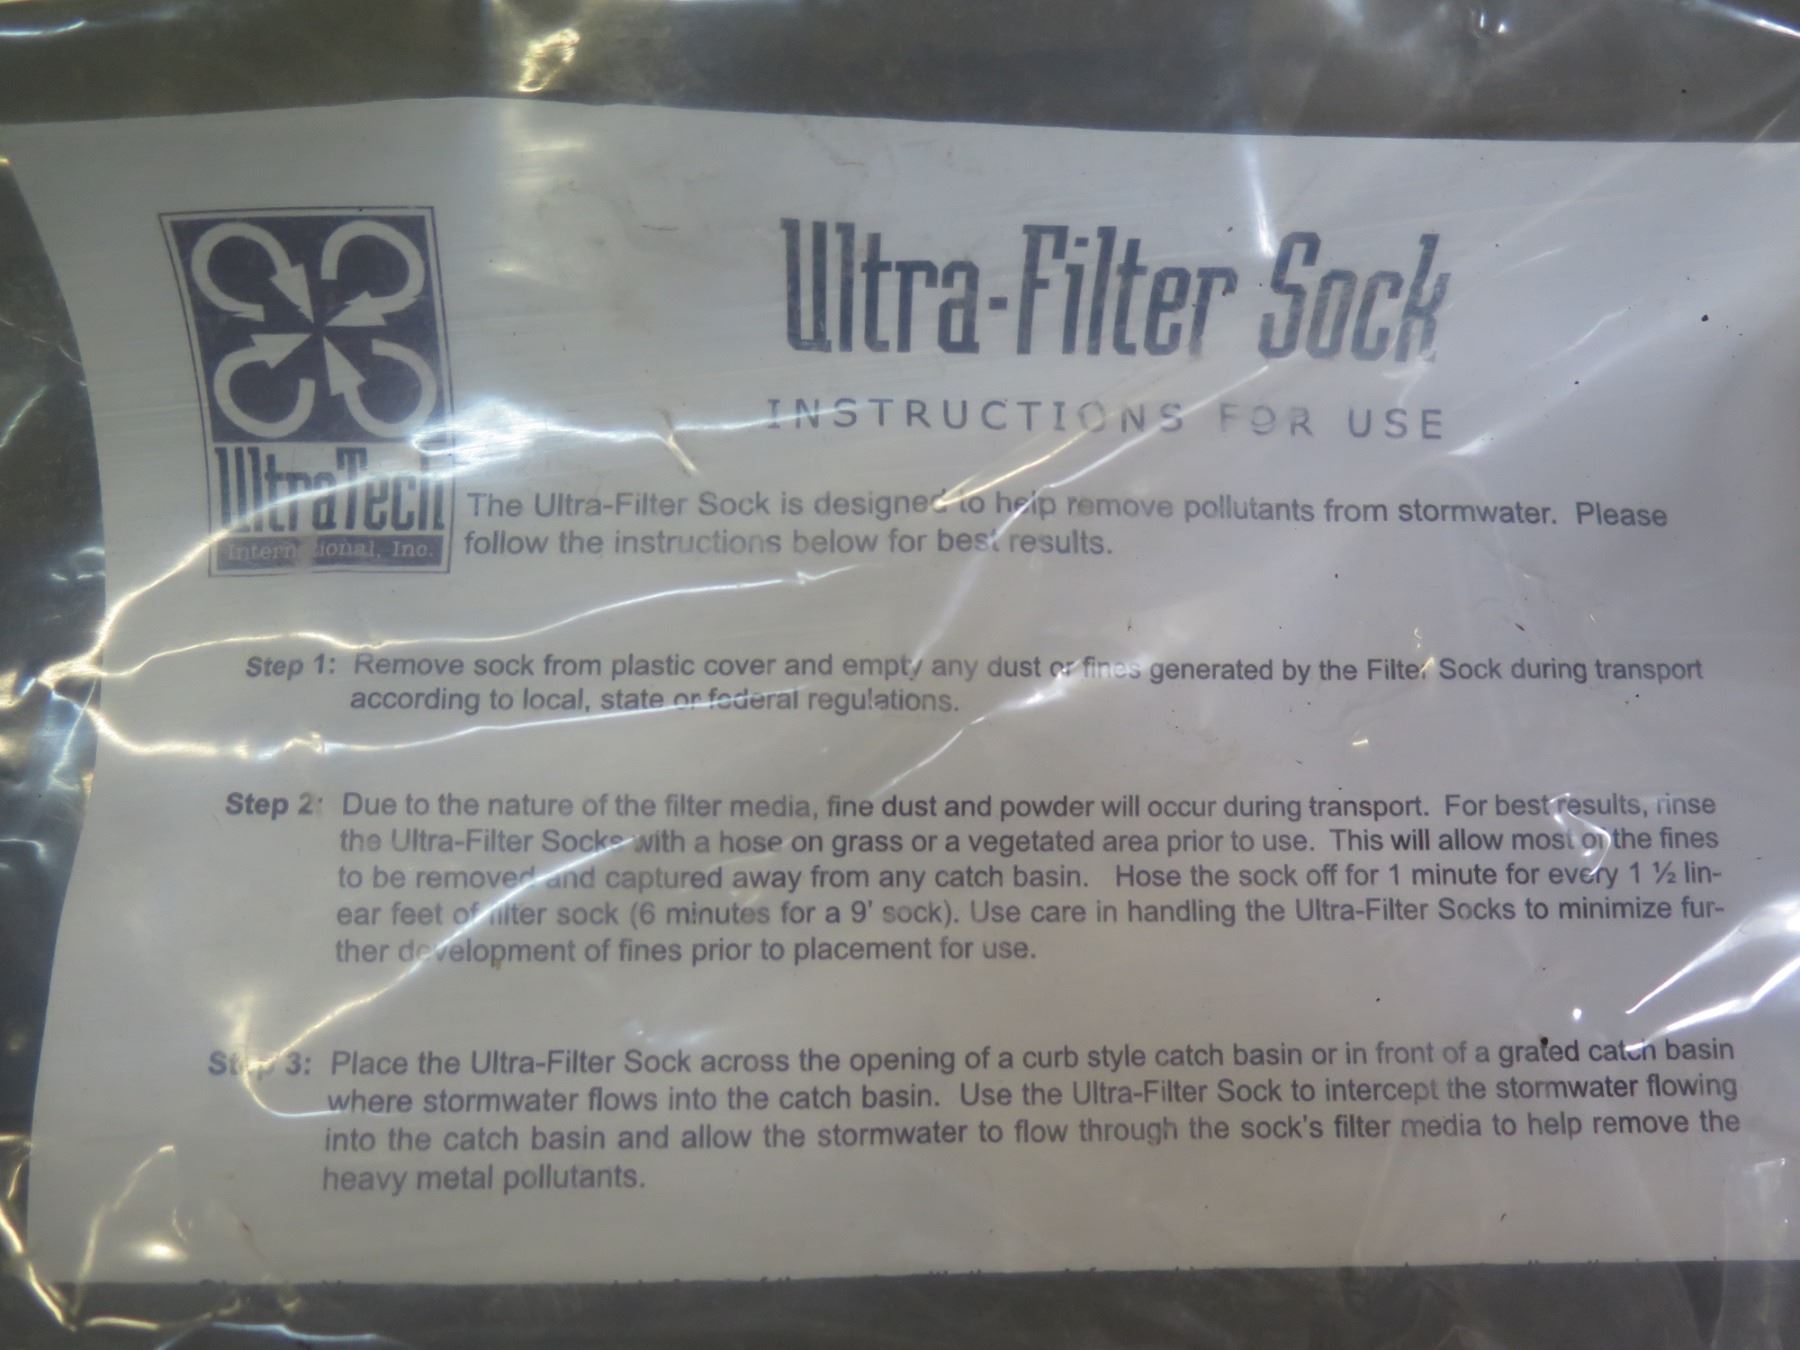 Ultra-Filter Sock
INSTRUCTIONS FOR USE
UltraTech
International, Inc.
The Ultra-Filter Sock is designed to help remove pollutants from stormwater. Please
follow the instructions below for best results.
Step 1: Remove sock from plastic cover and empty any dust or fines generated by the Filter Sock during transport
according to local, state or federal regulations.
Step 2: Due to the nature of the filter media, fine dust and powder will occur during transport. For best results, rinse
the Ultra-Filter Socks with a hose on grass or a vegetated area prior to use. This will allow most of the fines
to be removed and captured away from any catch basin. Hose the sock off for 1 minute for every 1 ½ lin-
ear feet of filter sock (6 minutes for a 9' sock). Use care in handling the Ultra-Filter Socks to minimize fur-
ther development of fines prior to placement for use.
Step 3: Place the Ultra-Filter Sock across the opening of a curb style catch basin or in front of a grated catch basin
where stormwater flows into the catch basin. Use the Ultra-Filter Sock to intercept the stormwater flowing
into the catch basin and allow the stormwater to flow through the sock's filter media to help remove the
heavy metal pollutants.